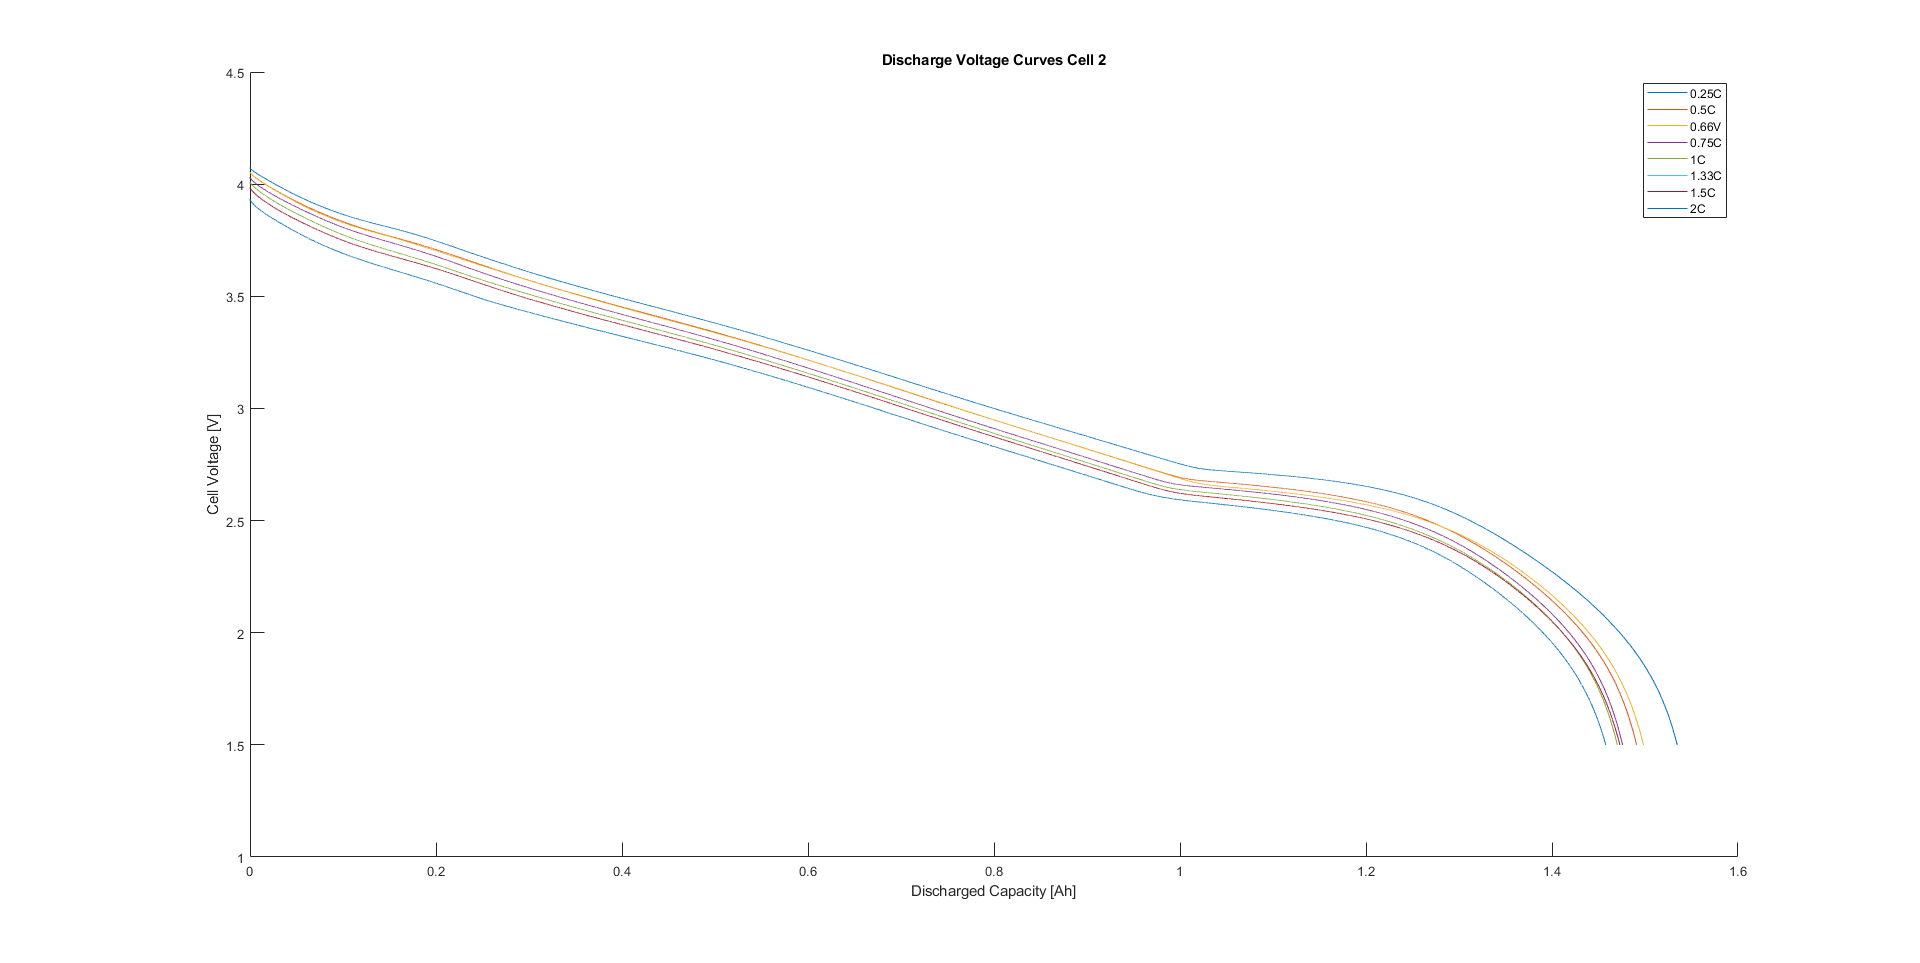 Discharge Voltage Curves Cell 2
4.5
4
3.5
3
2.5
2
1.5
1
Cell Voltage [V]
0
0.2
0.4
0.6
0.8
1
1.2
1.4
1.6
Discharged Capacity [Ah]
0.25C
0.5C
0.66V
0.75C
1C
1.33C
1.5C
2C